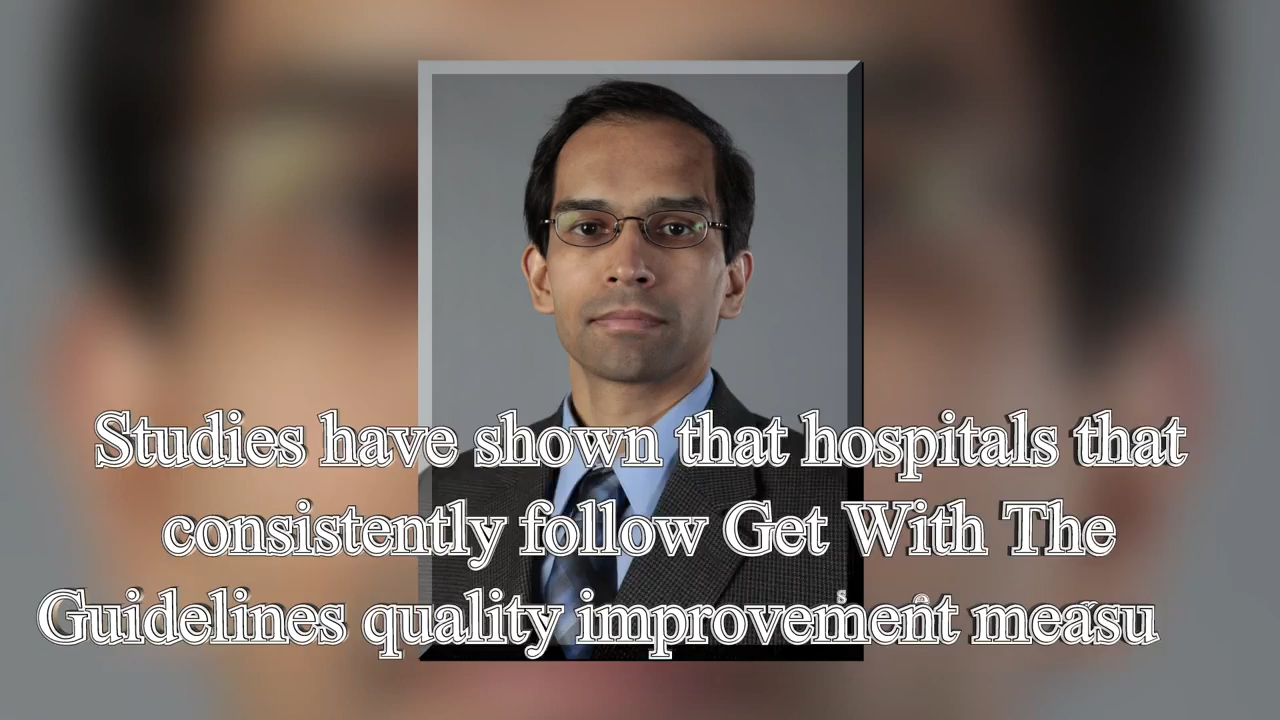 Studies have shown that hospitals that
consistently follow Get With The
Guidelines quality improvement measu